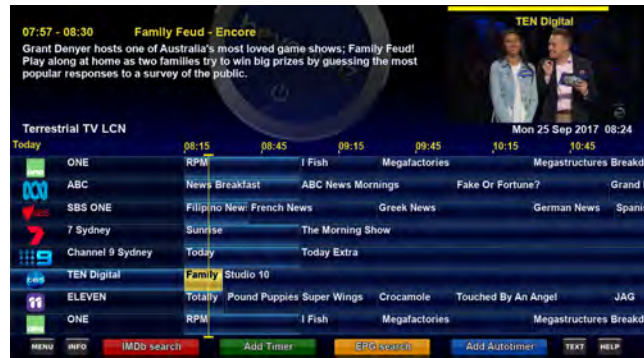 07:57 - 08:30 Family Feud - Encore
TEN Digital
Grant Denyer hosts one of Australia's most loved game shows; Family Feud!
Play along at home as two families try to win big prizes by guessing the most
popular responses to a survey of the public.
Terrestrial TV LCN Mon 25 Sep 2017 08:24
Today 08:15 08:45 09:15 09:45 10:15 10:45
ONE RPM I Fish Megafactories Megastructures Breakd
ABC News Breakfast ABC News Mornings Fake Or Fortune? Grand
SBS ONE Filipino New: French News Greek News German News Spani
7 Sydney Sunrise The Morning Show
Channel 9 Sydney Today Today Extra
TEN Digital Family Studio 10
ELEVEN Totally Pound Puppies Super Wings Crocamole Touched By An Angel JAG
ONE RPM I Fish Megafactories Megastructures Breakd
MENU INFO IMDb search Add Timer EPG search Add Autotimer TEXT HELP